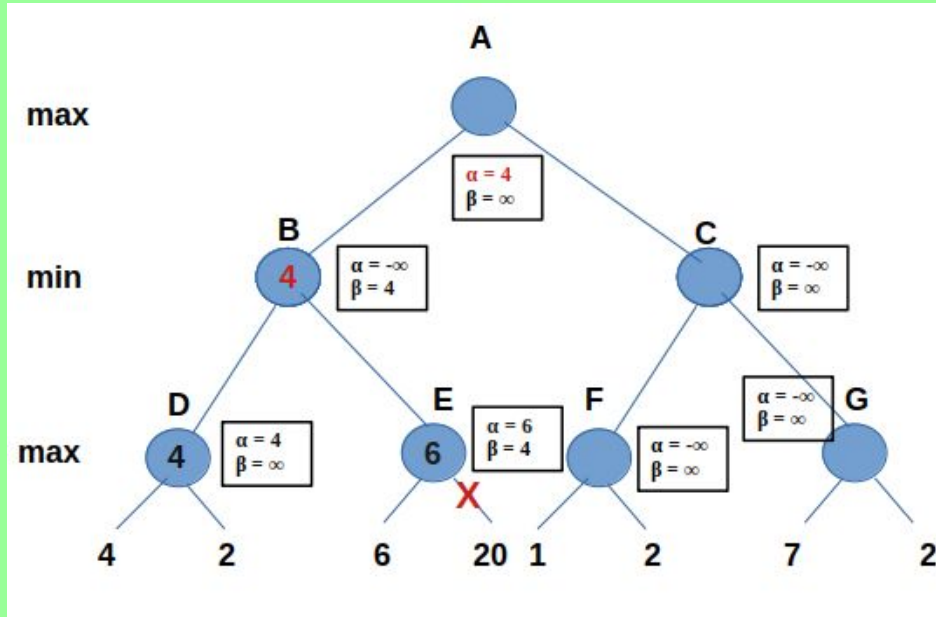 A
max
α = 4
β = ∞
B
C
min
4
α = -∞
β = 4
α = -∞
β = ∞
D
E
F
α = -∞
β = ∞
G
max
4
α = 4
β = ∞
6
α = 6
β = 4
α = -∞
β = ∞
X
4 2 6 20 1 2 7 2